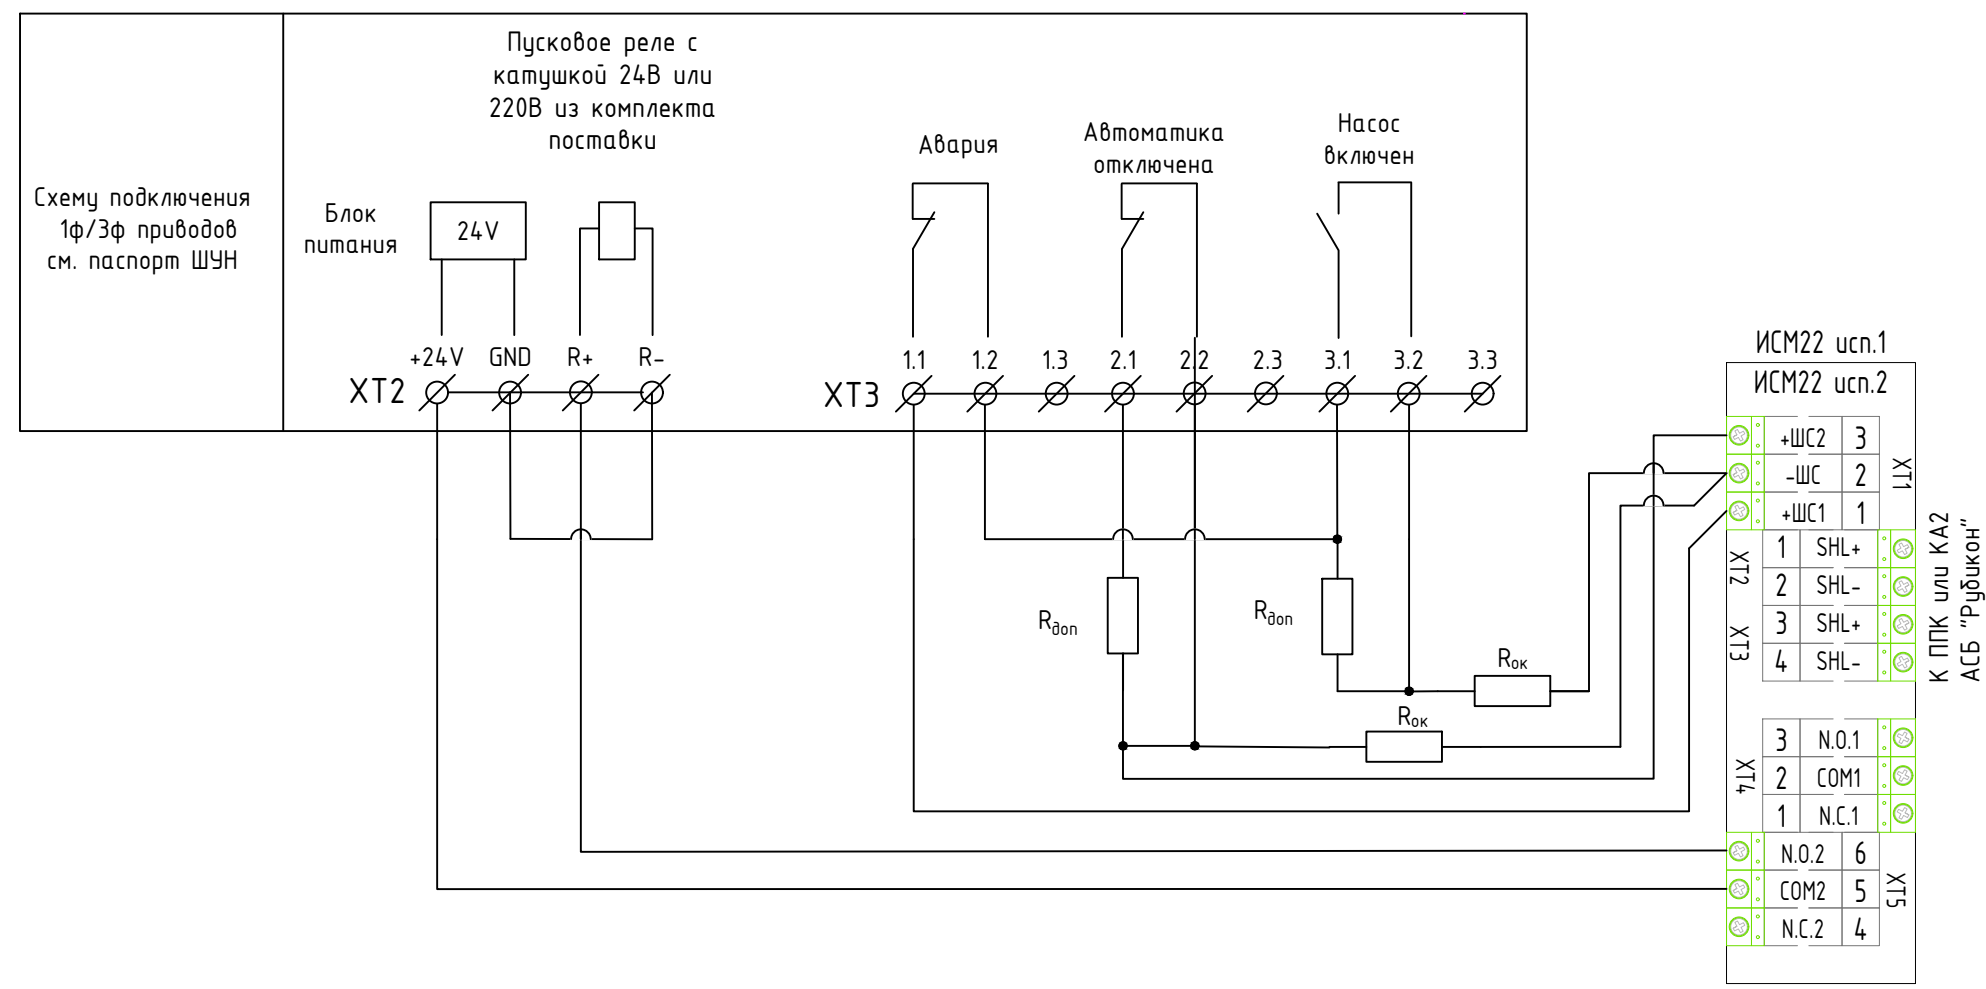 Схему подключения
1ф/3ф приводов
см. паспорт ШУН
Пусковое реле с
катушкой 24В или
220В из комплекта
поставки
Блок
питания
24V
Авария
Автоматика
отключена
Насос
включен
+24V GND R+ R-
XT2
1.1 1.2 1.3 2.1 2.2 2.3 3.1 3.2 3.3
XT3
Rдоп
Rдоп
Rок
Rок
ИСМ22 исп.1
ИСМ22 исп.2
+ШС2 3
-ШС 2
+ШС1 1
XT1
1 SHL+
2 SHL-
XT2
3 SHL+
4 SHL-
XT3
К ППК или КА2
АСБ "Рубикон"
3 N.O.1
2 COM1
1 N.C.1
XT4
N.O.2 6
COM2 5
N.C.2 4
XT5